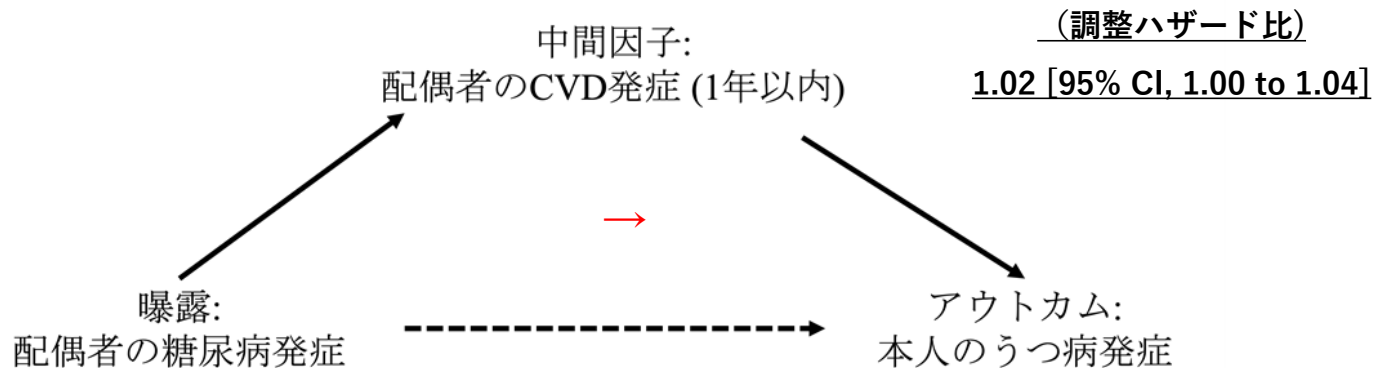 中間因子:
配偶者のCVD発症 (1年以内)
（調整ハザード比)
1.02 [95% CI, 1.00 to 1.04]
曝露:
配偶者の糖尿病発症
アウトカム:
本人のうつ病発症